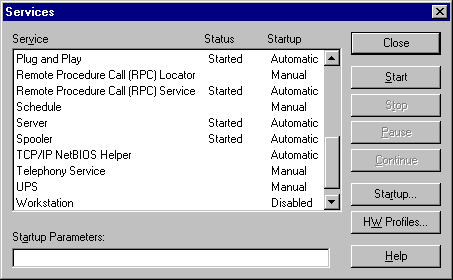 Services
Service Status Startup
Plug and Play Started Automatic
Remote Procedure Call (RPC) Locator Manual
Remote Procedure Call (RPC) Service Started Automatic
Schedule Manual
Server Started Automatic
Spooler Started Automatic
TCP/IP NetBIOS Helper Automatic
Telephony Service Manual
UPS Manual
Workstation Disabled
Startup Parameters:
Close
Start
Stop
Pause
Continue
Startup...
HW Profiles...
Help